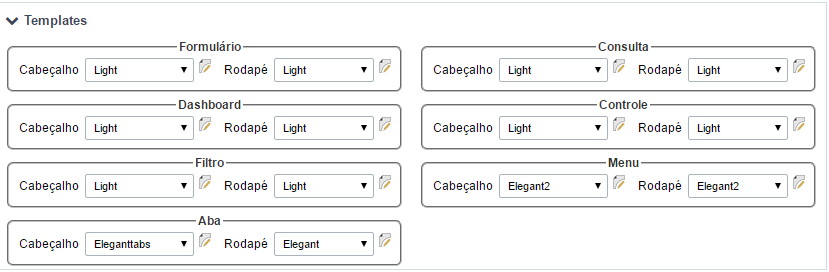 Templates
Formulário Consulta
Cabeçalho Light Rodapé Light Cabeçalho Light Rodapé Light
Dashboard Controle
Cabeçalho Light Rodapé Light Cabeçalho Light Rodapé Light
Filtro Menu
Cabeçalho Light Rodapé Light Cabeçalho Elegant2 Rodapé Elegant2
Aba
Cabeçalho Eleganttabs Rodapé Elegant